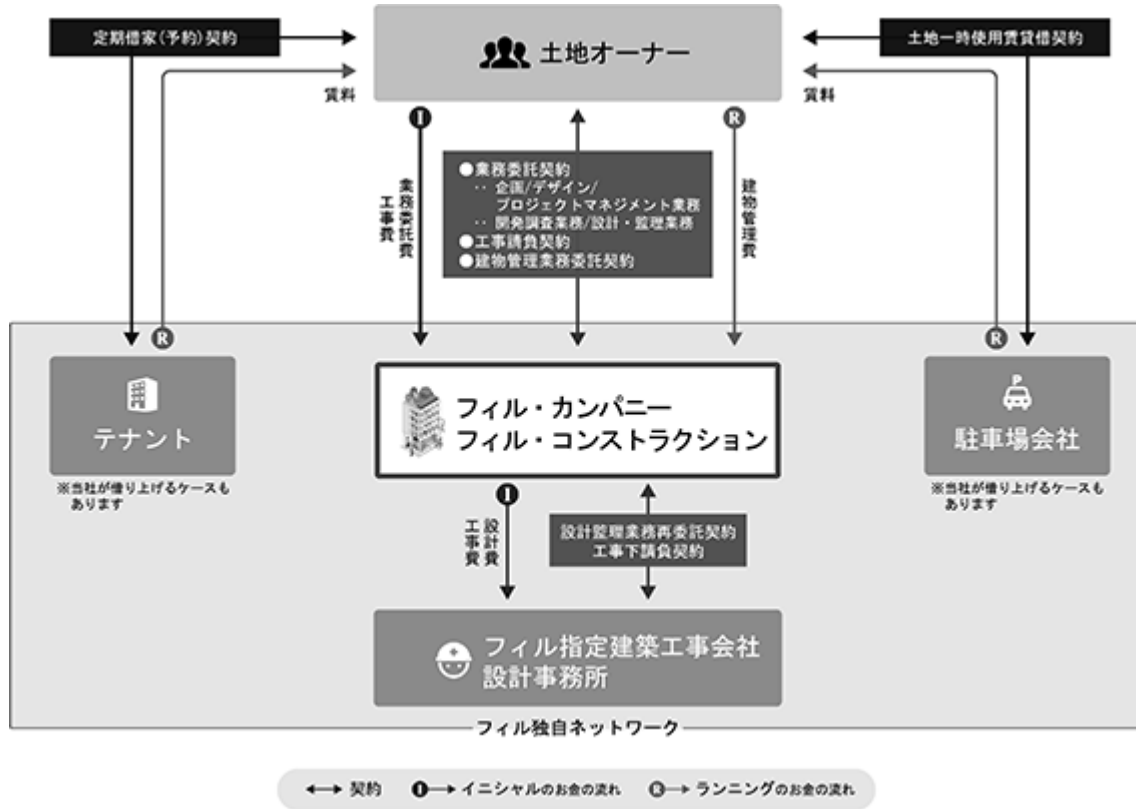 定期借家(予約)契約
土地オーナー
土地一時使用賃貸借契約
賃料
賃料
I
R
業務委託費
工事費
●業務委託契約
‥ 企画/デザイン/
プロジェクトマネジメント業務
‥ 開発調査業務/設計・監理業務
●工事請負契約
●建物管理業務委託契約
建物管理費
R
R
テナント
※当社が借り上げるケースも
あります
フィル・カンパニー
フィル・コンストラクション
P
駐車場会社
※当社が借り上げるケースも
あります
I
設計費
工事費
設計監理業務再委託契約
工事下請負契約
フィル指定建築工事会社
設計事務所
フィル独自ネットワーク
契約
I イニシャルのお金の流れ
R ランニングのお金の流れ